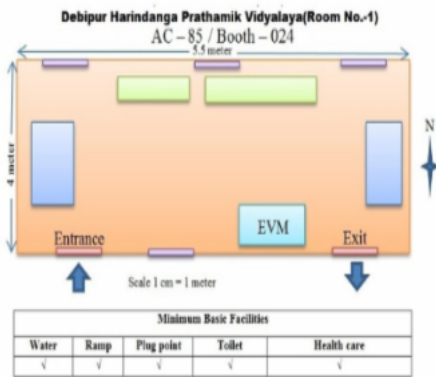 Debipur Harindanga Prathamik Vidyalaya(Room No.-1)
AC – 85 / Booth – 024
5.5 meter
4 meter
N
EVM
Entrance
Exit
Scale 1 cm = 1 meter
Minimum Basic Facilities
Water Ramp Plug point Toilet Health care
√ √ √ √ √